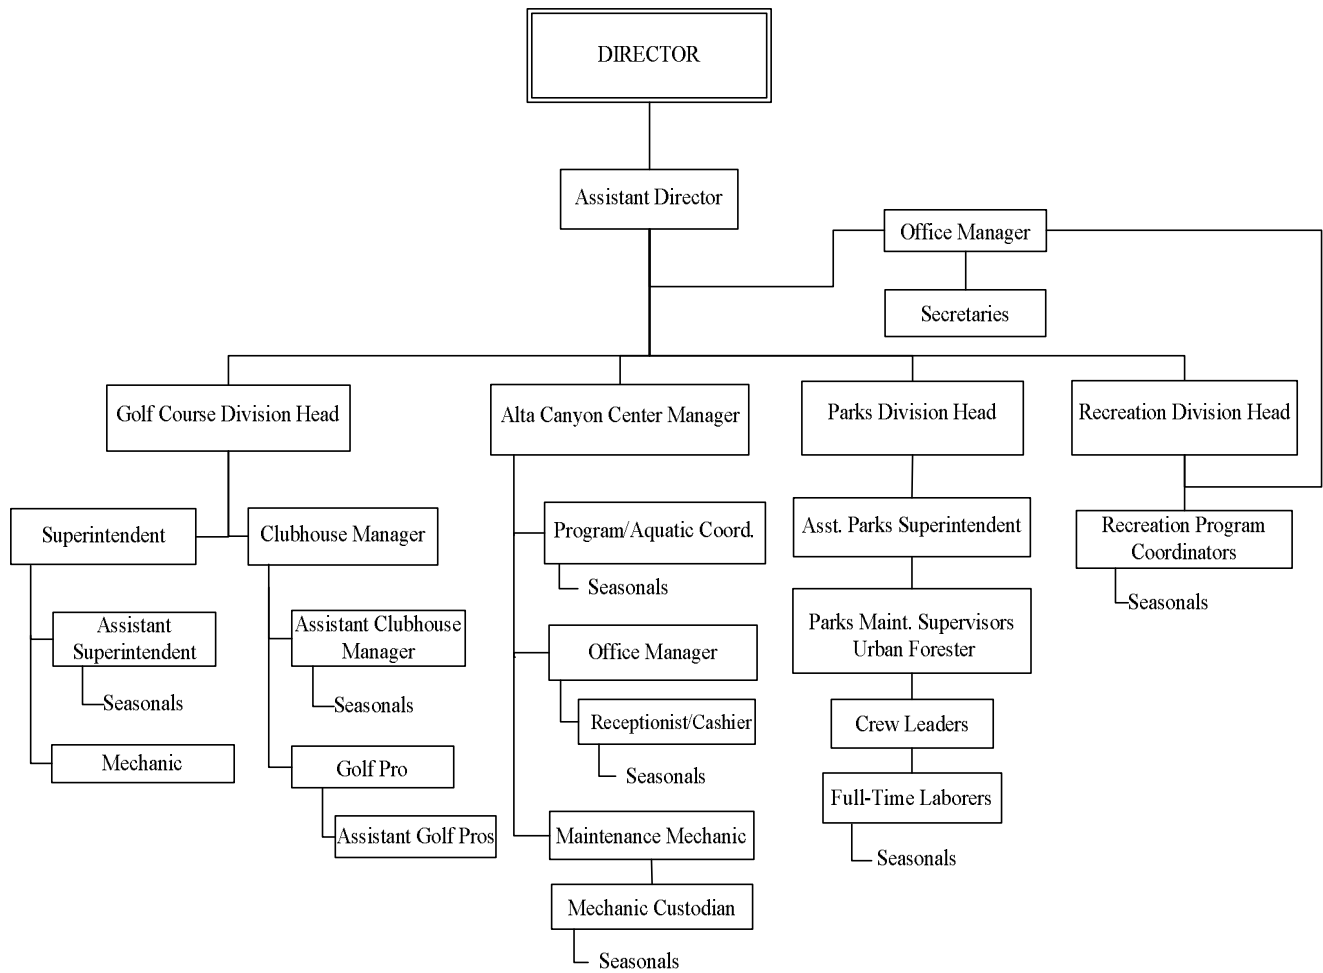 DIRECTOR
Assistant Director
Office Manager
Secretaries
Golf Course Division Head
Alta Canyon Center Manager
Parks Division Head
Recreation Division Head
Superintendent
Clubhouse Manager
Assistant
Superintendent
Seasonals
Mechanic
Assistant Clubhouse
Manager
Seasonals
Golf Pro
Assistant Golf Pros
Program/Aquatic Coord.
Seasonals
Office Manager
Receptionist/Cashier
Seasonals
Maintenance Mechanic
Mechanic Custodian
Seasonals
Asst. Parks Superintendent
Parks Maint. Supervisors
Urban Forester
Crew Leaders
Full-Time Laborers
Seasonals
Recreation Program
Coordinators
Seasonals